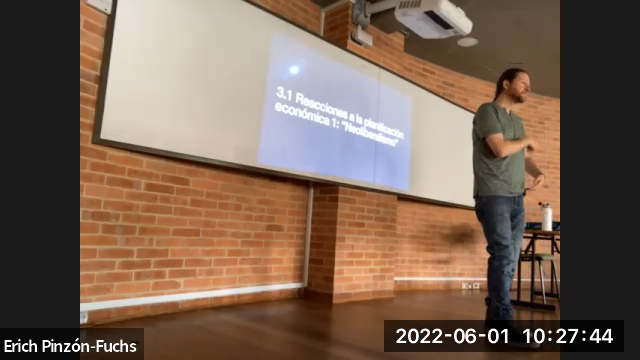 3.1 Reacciones a la planificación
económica 1: "Neoliberalismo"
Erich Pinzón-Fuchs
2022-06-01 10:27:44